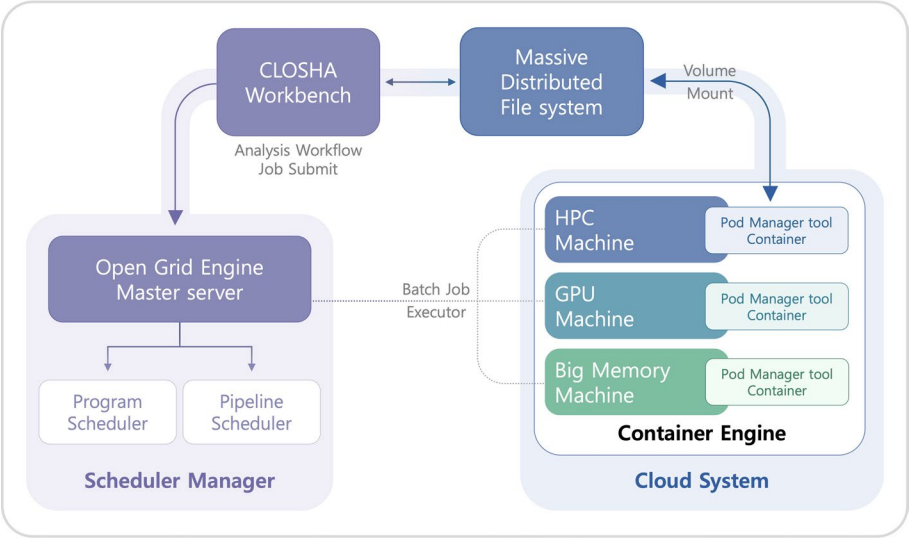 CLOSHA
Workbench
Massive
Distributed
File system
Volume
Mount
Analysis Workflow
Job Submit
Open Grid Engine
Master server
Program
Scheduler
Pipeline
Scheduler
Scheduler Manager
Batch Job
Executor
HPC
Machine
Pod Manager tool
Container
GPU
Machine
Pod Manager tool
Container
Big Memory
Machine
Pod Manager tool
Container
Container Engine
Cloud System